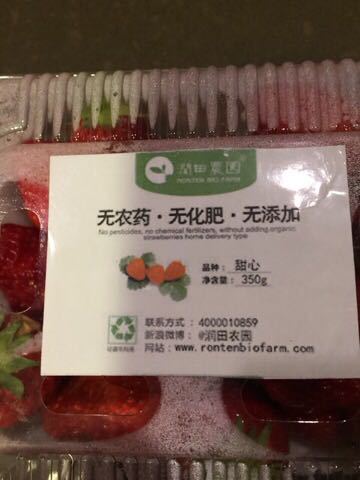 潤田農園
RONTEN BIO FARM
无农药·无化肥·无添加
No pesticides, no chemical fertilizers, without adding,organic
strawberries home delivery type
品种： 甜心
净含量： 350g
联系方式 ： 4000010859
新浪微博： @润田农园
网站：www.rontenbiofarm.com